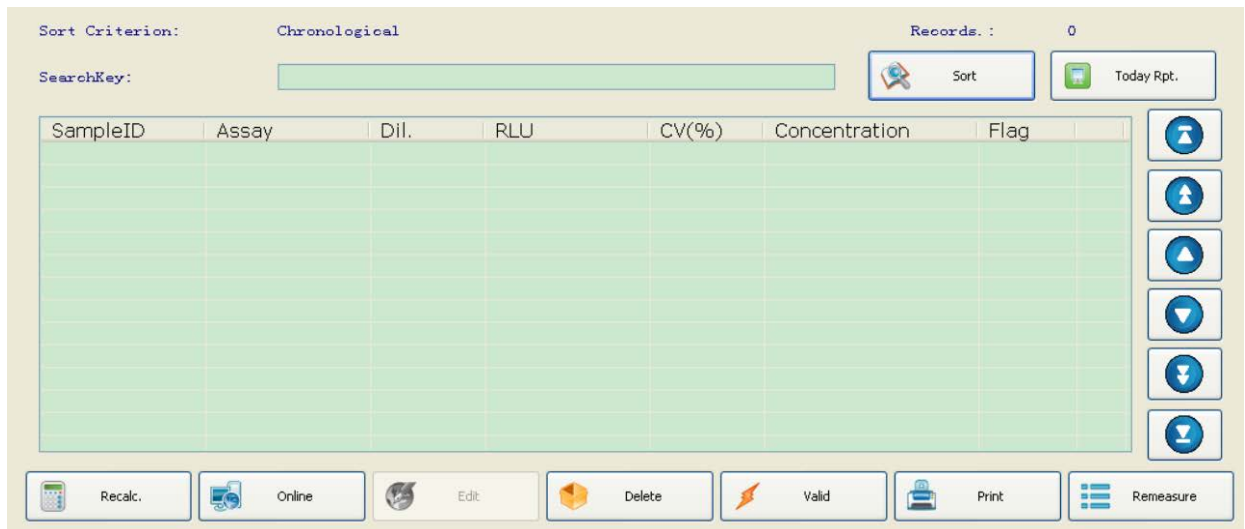 Sort Criterion: Chronological Records.: 0
SearchKey: Sort Today Rpt.
SampleID Assay Dil. RLU CV(%) Concentration Flag
Recalc. Online Edit Delete Valid Print Remeasure